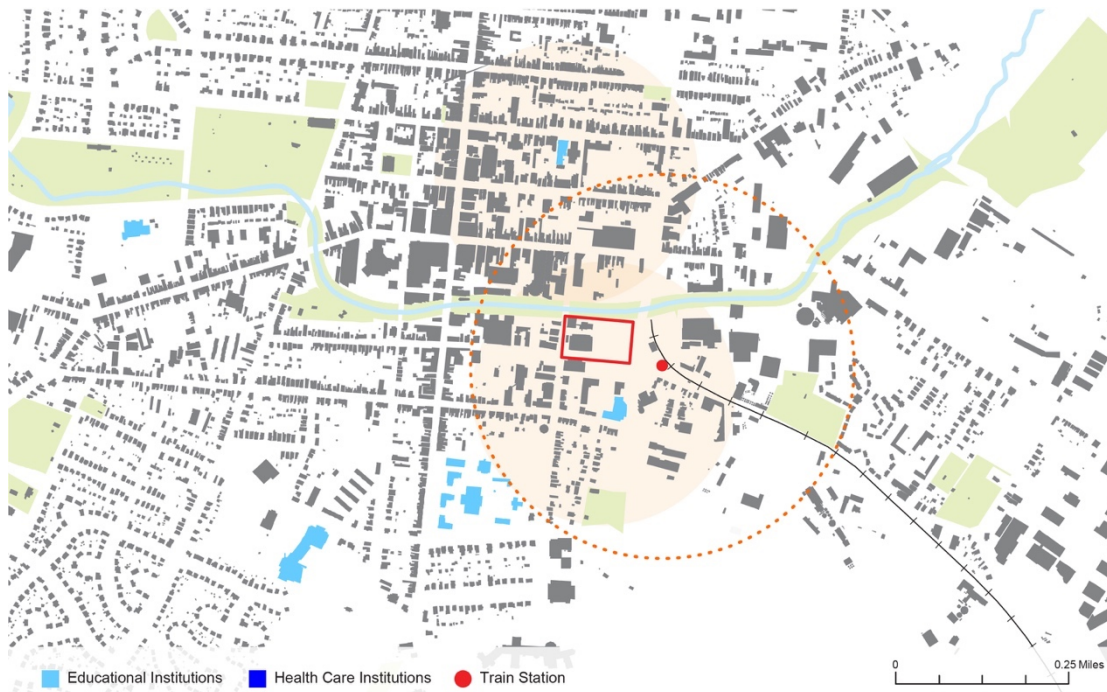 Educational Institutions
Health Care Institutions
Train Station
0
0.25 Miles